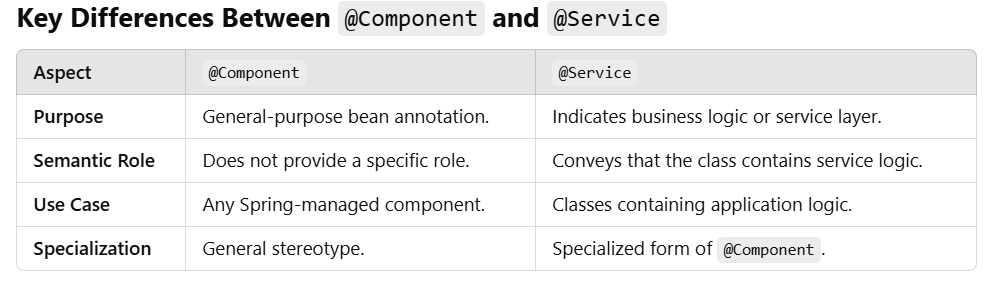 Key Differences Between @Component and @Service
Aspect @Component @Service
Purpose General-purpose bean annotation. Indicates business logic or service layer.
Semantic Role Does not provide a specific role. Conveys that the class contains service logic.
Use Case Any Spring-managed component. Classes containing application logic.
Specialization General stereotype. Specialized form of @Component.